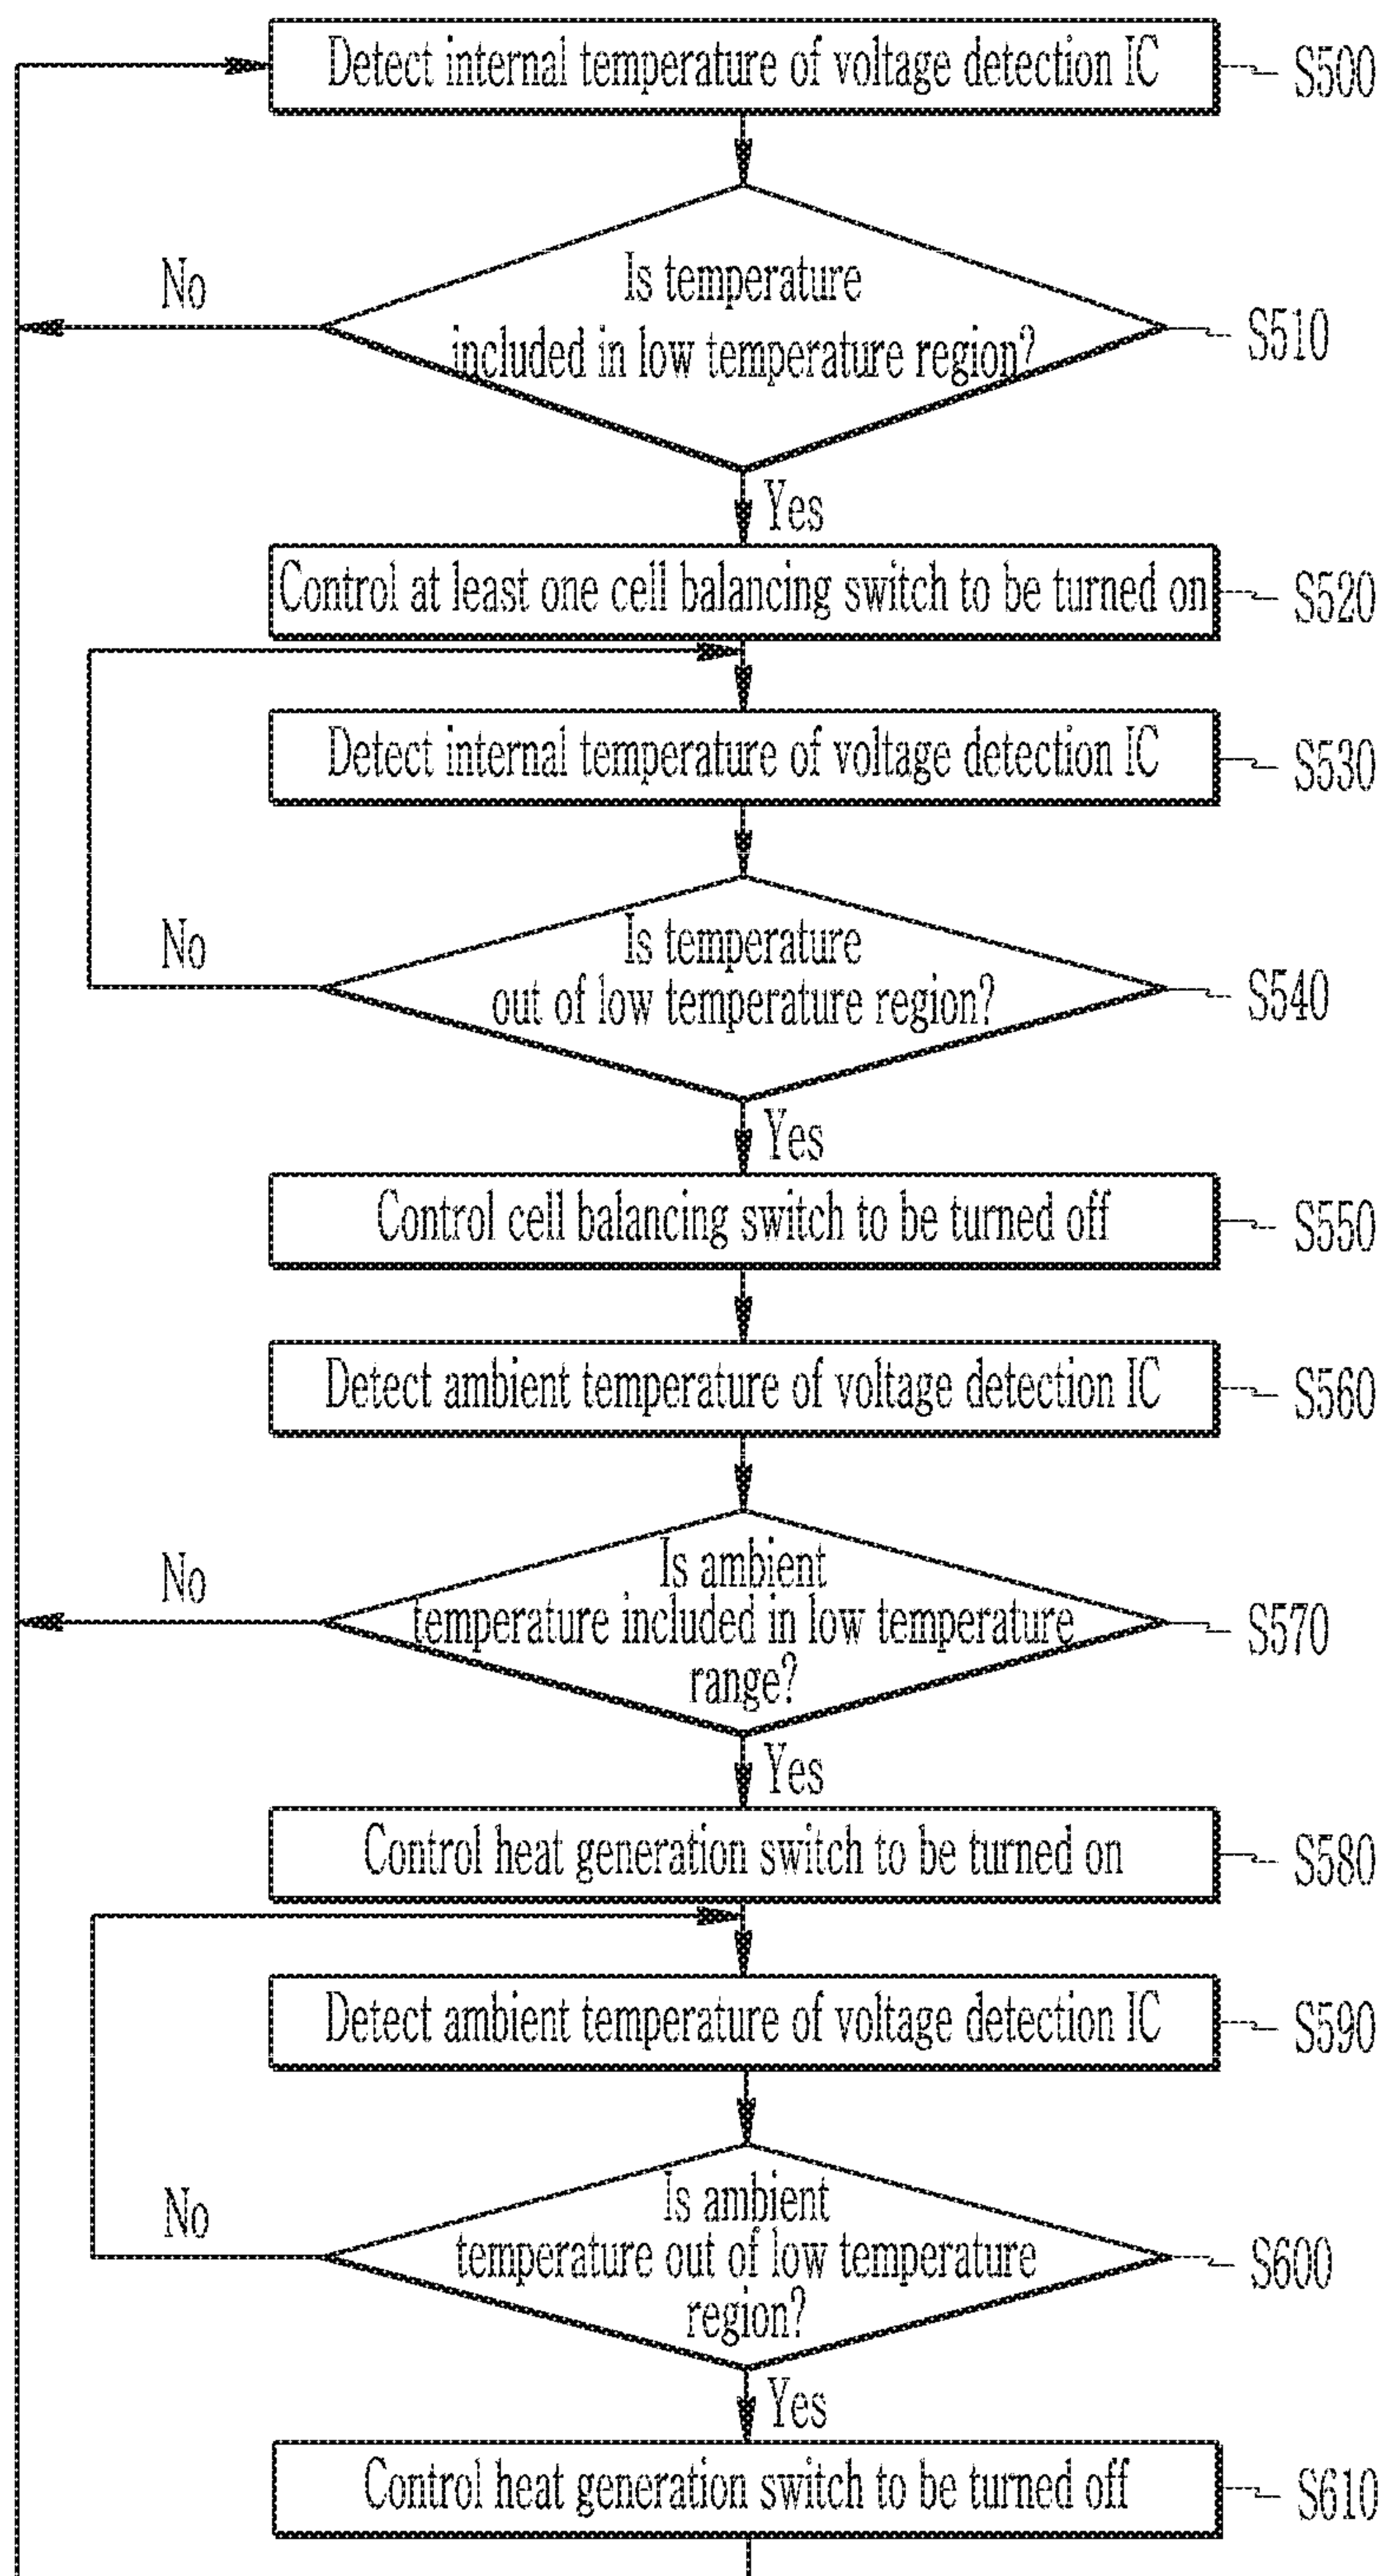 Detect internal temperature of voltage detection IC
S500
Is temperature
included in low temperature region?
No
S510
Yes
Control at least one cell balancing switch to be turned on
S520
Detect internal temperature of voltage detection IC
S530
Is temperature
out of low temperature region?
No
S540
Yes
Control cell balancing switch to be turned off
S550
Detect ambient temperature of voltage detection IC
S560
Is ambient
temperature included in low temperature
range?
No
S570
Yes
Control heat generation switch to be turned on
S580
Detect ambient temperature of voltage detection IC
S590
Is ambient
temperature out of low temperature
region?
No
S600
Yes
Control heat generation switch to be turned off
S610